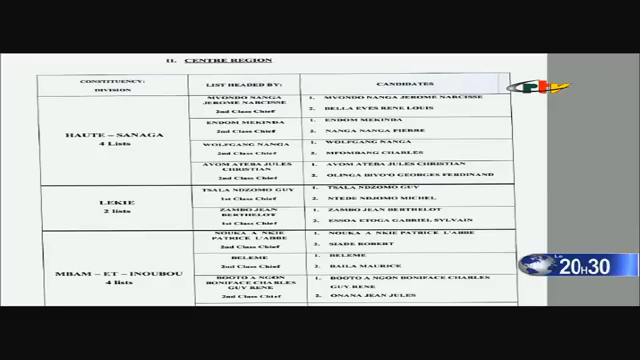 II. CENTRE REGION
CONSTITUENCY: DIVISION
LIST HEADED BY:
CANDIDATES
HAUTE – SANAGA
4 Lists
MVONDO NANGA
JEROME NARCISSE
2nd Class Chief
1. MVONDO NANGA JEROME NARCISSE
2. BELLA EVES RENE LOUIS
ENDOM MEKINDA
2nd Class Chief
1. ENDOM MEKINDA
2. NANGA NANGA PIERRE
WOLFGANG NANGA
2nd Class Chief
1. WOLFGANG NANGA
2. MFOMBANG CHARLES
AYOM ATEBA JULES
CHRISTIAN
2nd Class Chief
1. AYOM ATEBA JULES CHRISTIAN
2. OLINGA BIYO'O GEORGES FERDINAND
LEKIE
2 lists
TSALA NDZOMO GUY
1st Class Chief
1. TSALA NDZOMO GUY
2. NTEDE NDJOMO MICHEL
ZAMBO JEAN
BERTHELOT
1st Class Chief
1. ZAMBO JEAN BERTHELOT
2. ESSOA ETOGA GABRIEL SYLVAIN
MBAM – ET – INOUBOU
4 lists
NOUKA A NKIE
PATRICE L'ABBE
2nd Class Chief
1. NOUKA A NKIE PATRICE L'ABBE
2. SIADE ROBERT
BELEME
2nd Class Chief
1. BELEME
2. BAILA MAURICE
BOOTO A NGON
BONIFACE CHARLES
GUY RENE
2nd Class Chief
1. BOOTO A NGON BONIFACE CHARLES
GUY RENE
2. ONANA JEAN JULES
CRTV
Le
20H30